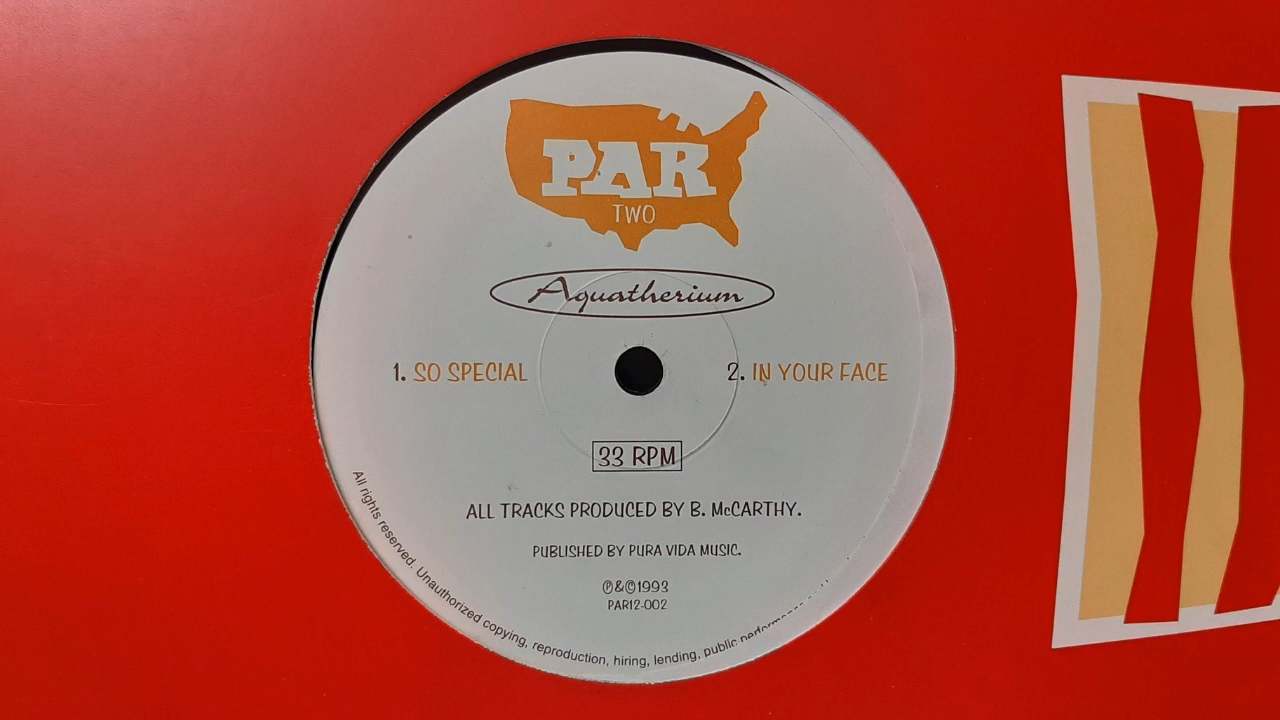 PAR
TWO
Aquatherium
1. SO SPECIAL
2. IN YOUR FACE
33 RPM
ALL TRACKS PRODUCED BY B. McCARTHY.
PUBLISHED BY PURA VIDA MUSIC.
℗&©1993
PAR12-002
All rights reserved. Unauthorized copying, reproduction, hiring, lending, public performance